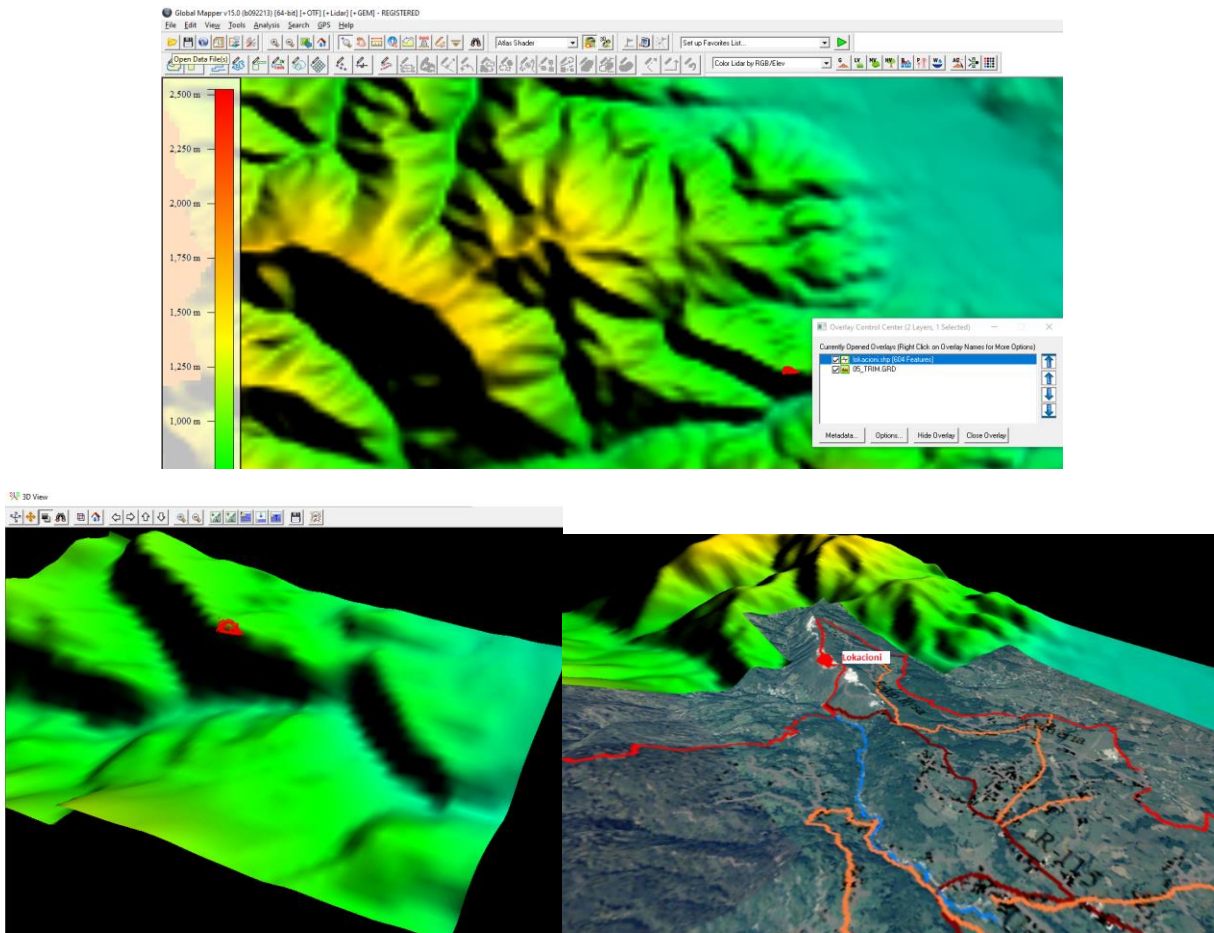 Global Mapper v15.0 (b092213) [64-bit] [+OTF] [+Lidar] [+GEM] - REGISTERED
File Edit View Tools Analysis Search GPS Help
Atlas Shader
Set up Favorites List...
Open Data File(s)
Color Lidar by RGB/Elev
2,500 m
2,250 m
2,000 m
1,750 m
1,500 m
1,250 m
1,000 m
Overlay Control Center (2 Layers, 1 Selected)
Currently Opened Overlays (Right Click on Overlay Names for More Options)
lokacioni.shp [604 Features]
05_TRIM.GRD
Metadata...
Options...
Hide Overlay
Close Overlay
3D View
Lokacioni